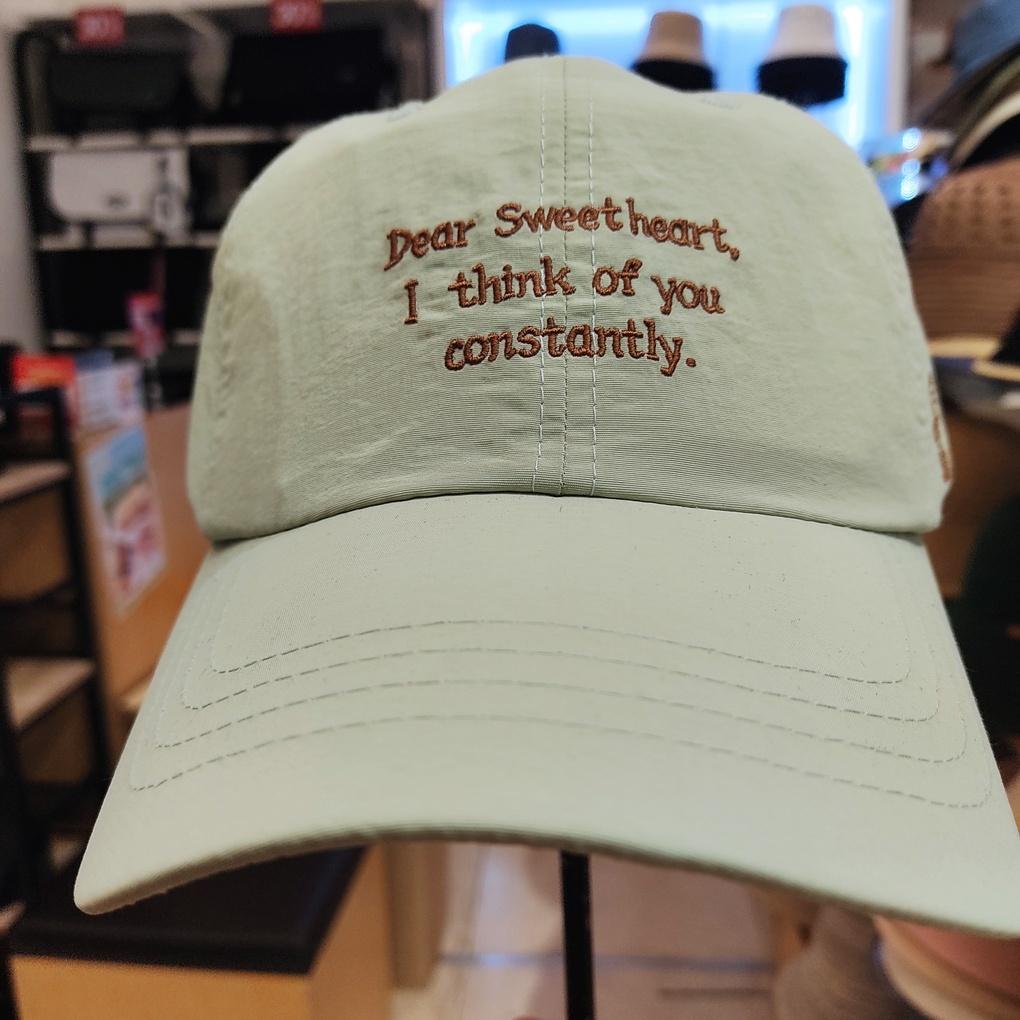 Dear Sweetheart,
I think of you
constantly.